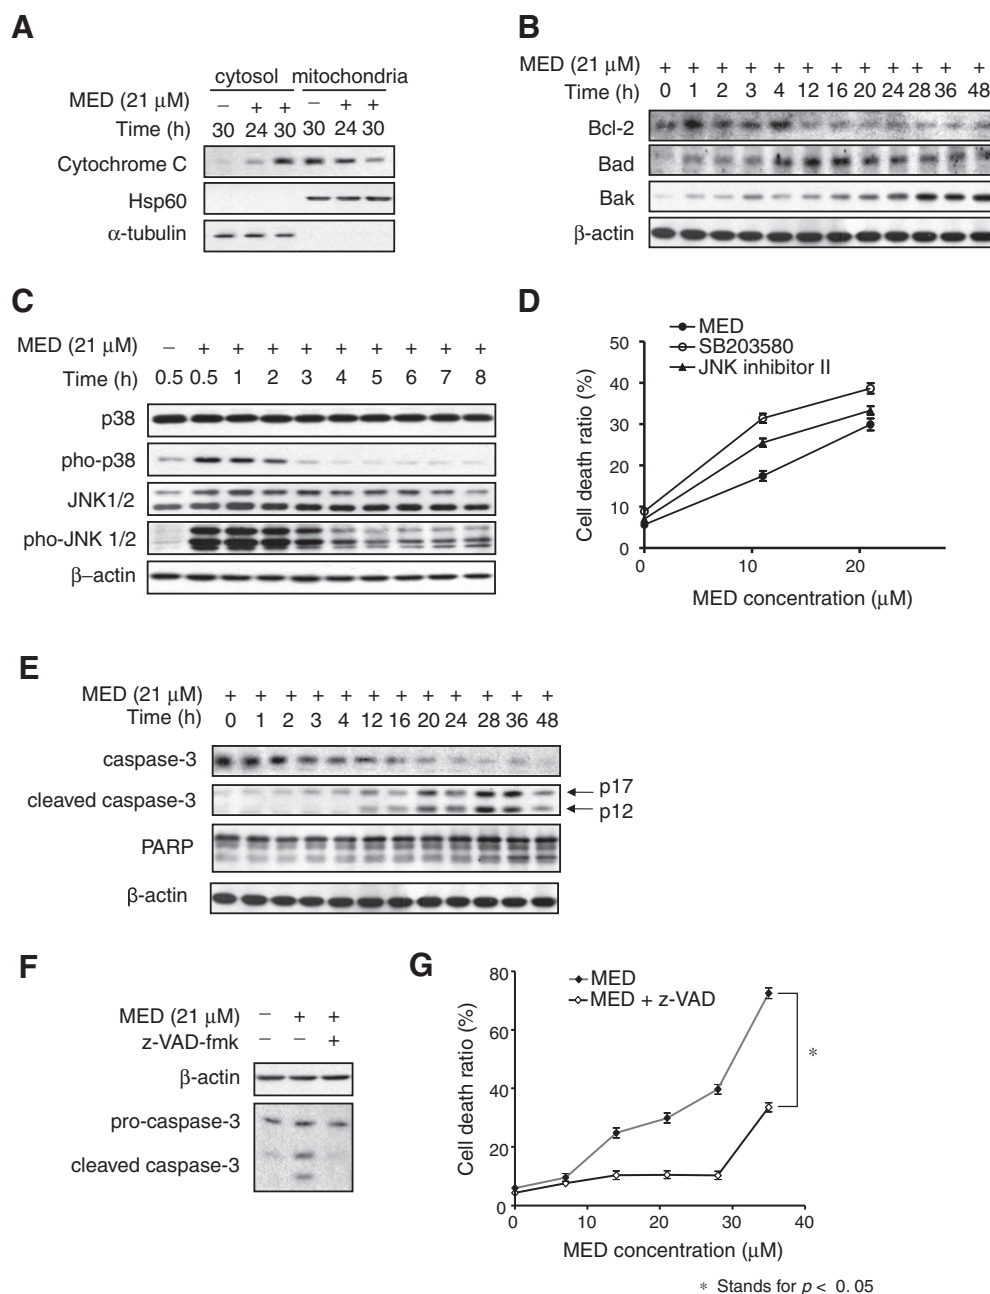 A
cytosol mitochondria
MED (21 μM) − + + − + +
Time (h) 30 24 30 30 24 30
Cytochrome C
Hsp60
α-tubulin
B
MED (21 μM) + + + + + + + + + + + +
Time (h) 0 1 2 3 4 12 16 20 24 28 36 48
Bcl-2
Bad
Bak
β-actin
C
MED (21 μM) − + + + + + + + + +
Time (h) 0.5 0.5 1 2 3 4 5 6 7 8
p38
pho-p38
JNK1/2
pho-JNK 1/2
β−actin
D
MED
SB203580
JNK inhibitor II
Cell death ratio (%)
50
40
30
20
10
0
0 10 20
MED concentration (μM)
E
MED (21 μM) + + + + + + + + + + + +
Time (h) 0 1 2 3 4 12 16 20 24 28 36 48
caspase-3
cleaved caspase-3
p17
p12
PARP
β-actin
F
MED (21 μM) − + +
z-VAD-fmk − − +
β-actin
pro-caspase-3
cleaved caspase-3
G
MED
MED + z-VAD
Cell death ratio (%)
80
60
40
20
0
0 10 20 30 40
*
MED concentration (μM)
* Stands for p < 0.05